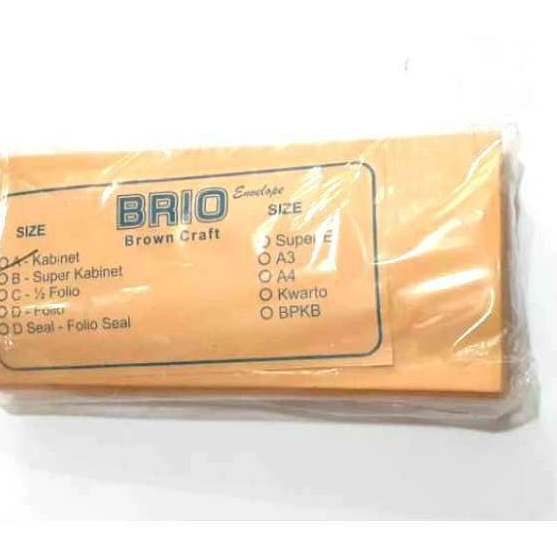 BRIO Envelope
Brown Craft
SIZE
A - Kabinet
B - Super Kabinet
C - ½ Folio
D - Folio
D Seal - Folio Seal
SIZE
Super E
A3
A4
Kwarto
BPKB